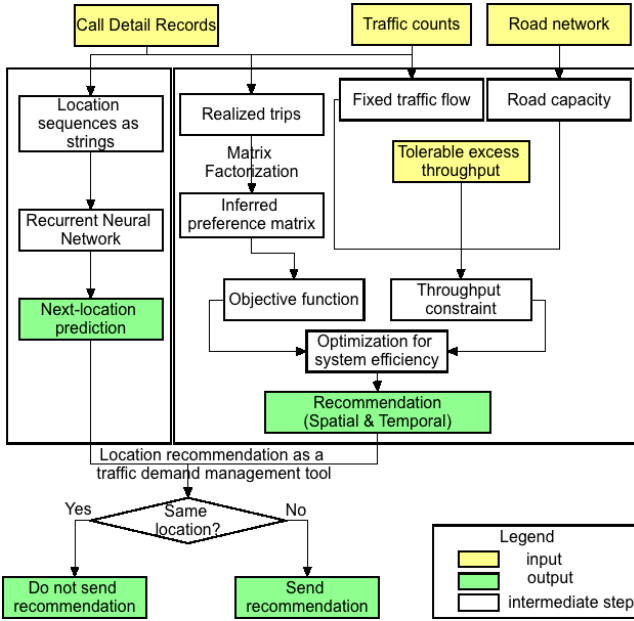 Call Detail Records
Traffic counts
Road network
Location
sequences as
strings
Realized trips
Fixed traffic flow
Road capacity
Matrix
Factorization
Tolerable excess
throughput
Recurrent Neural
Network
Inferred
preference matrix
Next-location
prediction
Objective function
Throughput
constraint
Optimization for
system efficiency
Recommendation
(Spatial & Temporal)
Location recommendation as a
traffic demand management tool
Yes
Same
location?
No
Do not send
recommendation
Send
recommendation
Legend
input
output
intermediate step